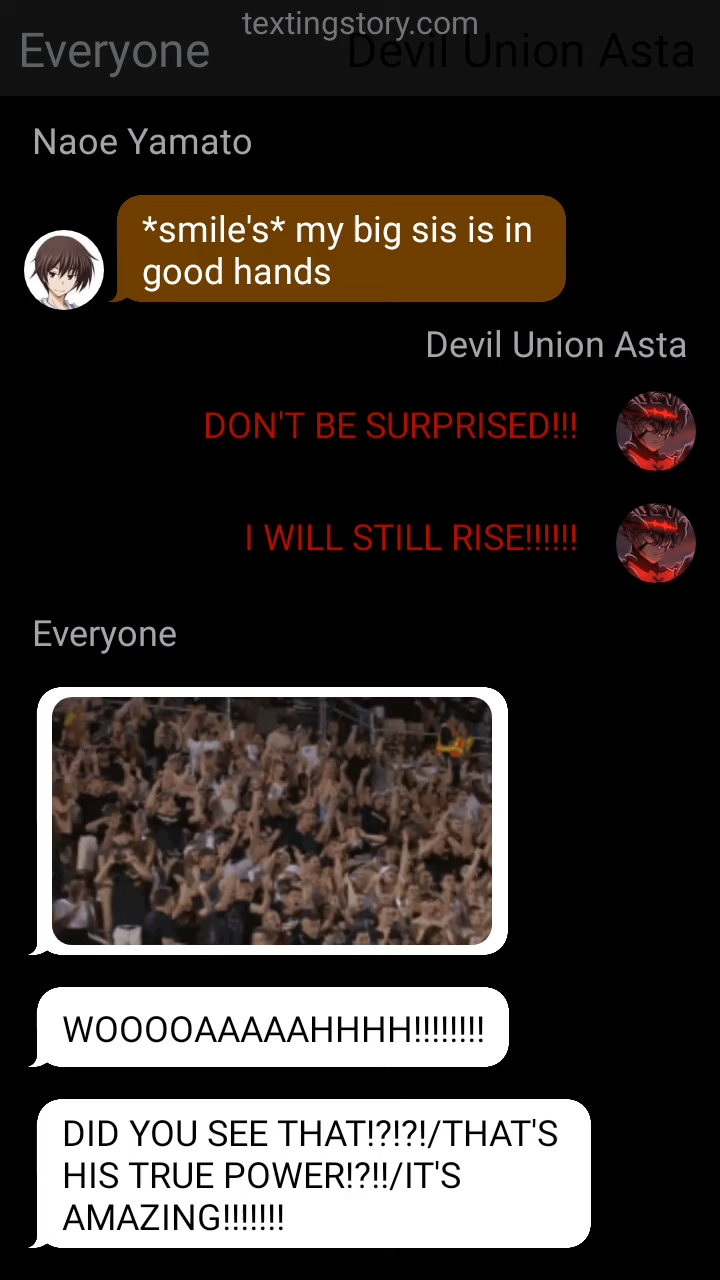 textingstory.com
Everyone
Devil Union Asta
Naoe Yamato
*smile's* my big sis is in
good hands
Devil Union Asta
DON'T BE SURPRISED!!!
I WILL STILL RISE!!!!!!
Everyone
WOOOOAAAAAHHHH!!!!!!!!
DID YOU SEE THAT!?!?!/THAT'S
HIS TRUE POWER!?!!/IT'S
AMAZING!!!!!!!